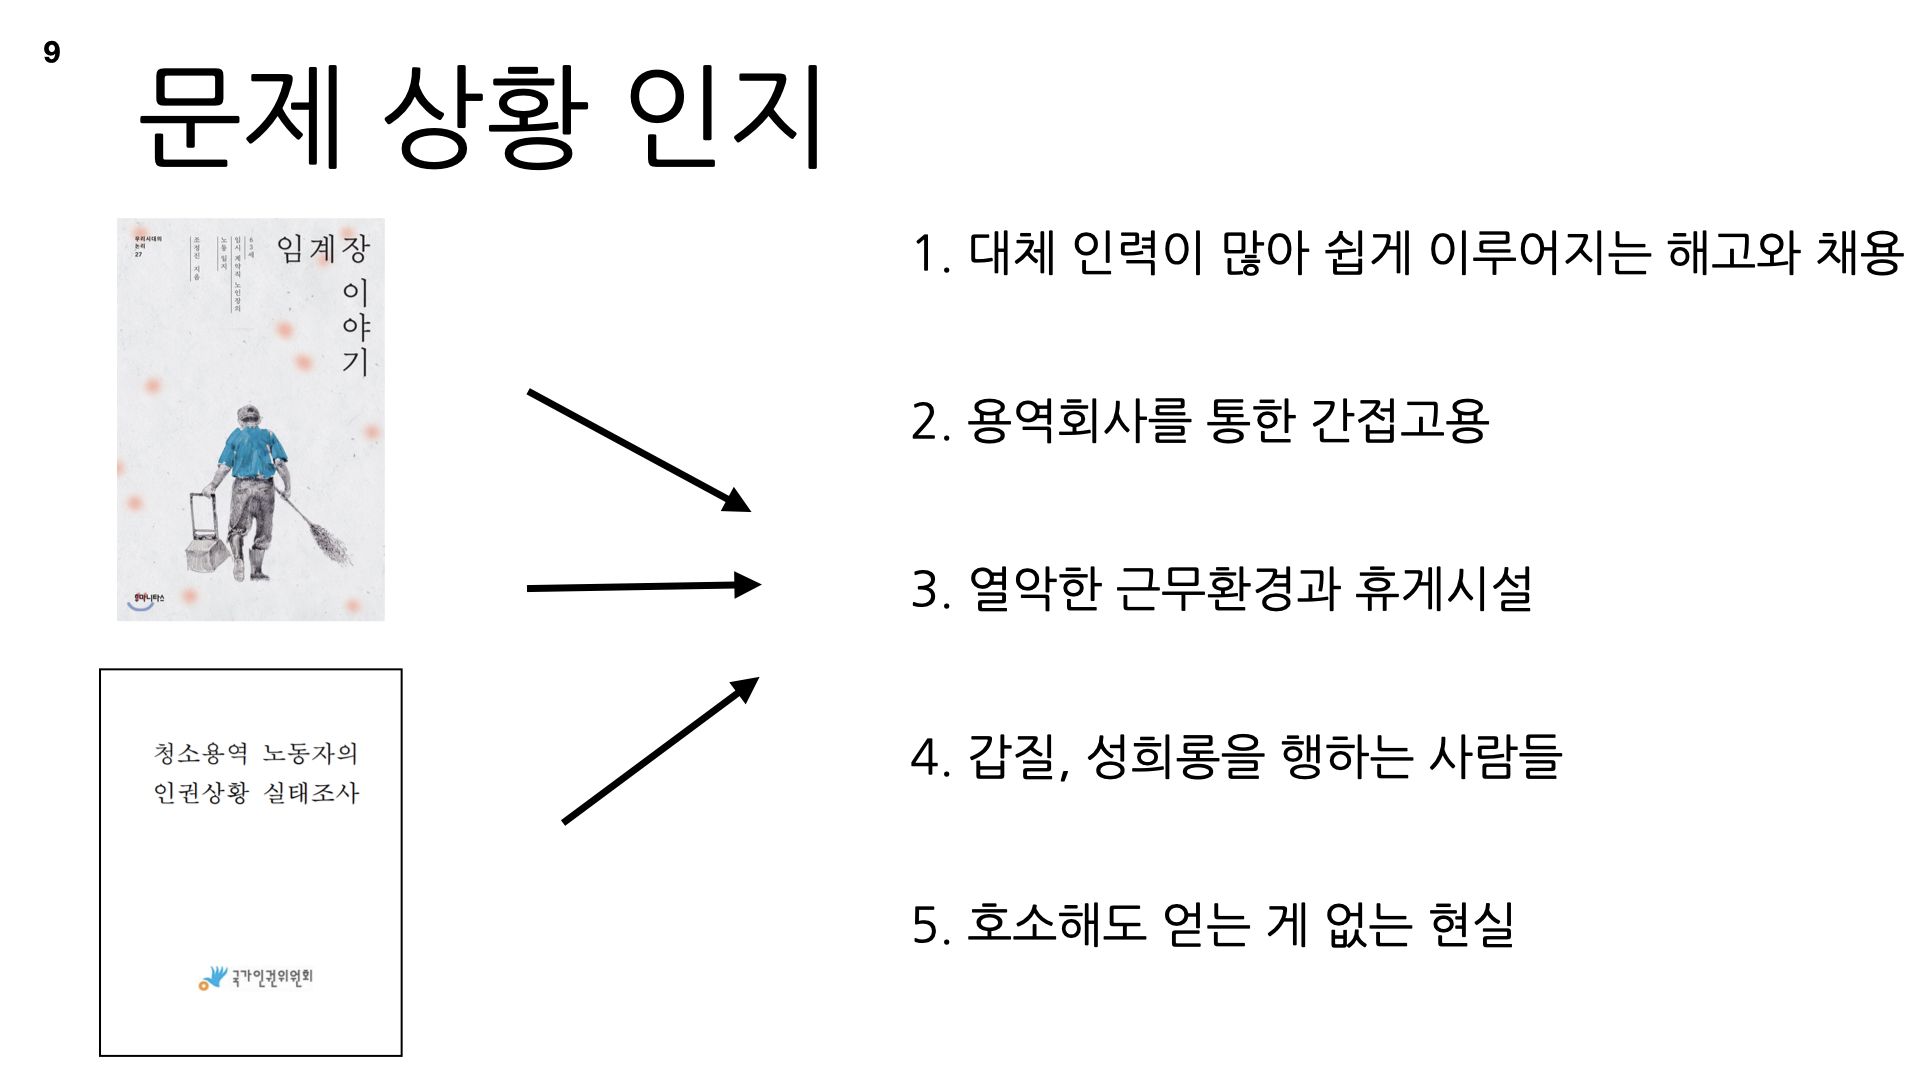 9
문제 상황 인지
우리시대의
논리
27
조정진 지음
노동 일지
임시 계약직 노인장의
63세
임계장
이야기
후마니타스
청소용역 노동자의
인권상황 실태조사
국가인권위원회
1. 대체 인력이 많아 쉽게 이루어지는 해고와 채용
2. 용역회사를 통한 간접고용
3. 열악한 근무환경과 휴게시설
4. 갑질, 성희롱을 행하는 사람들
5. 호소해도 얻는 게 없는 현실